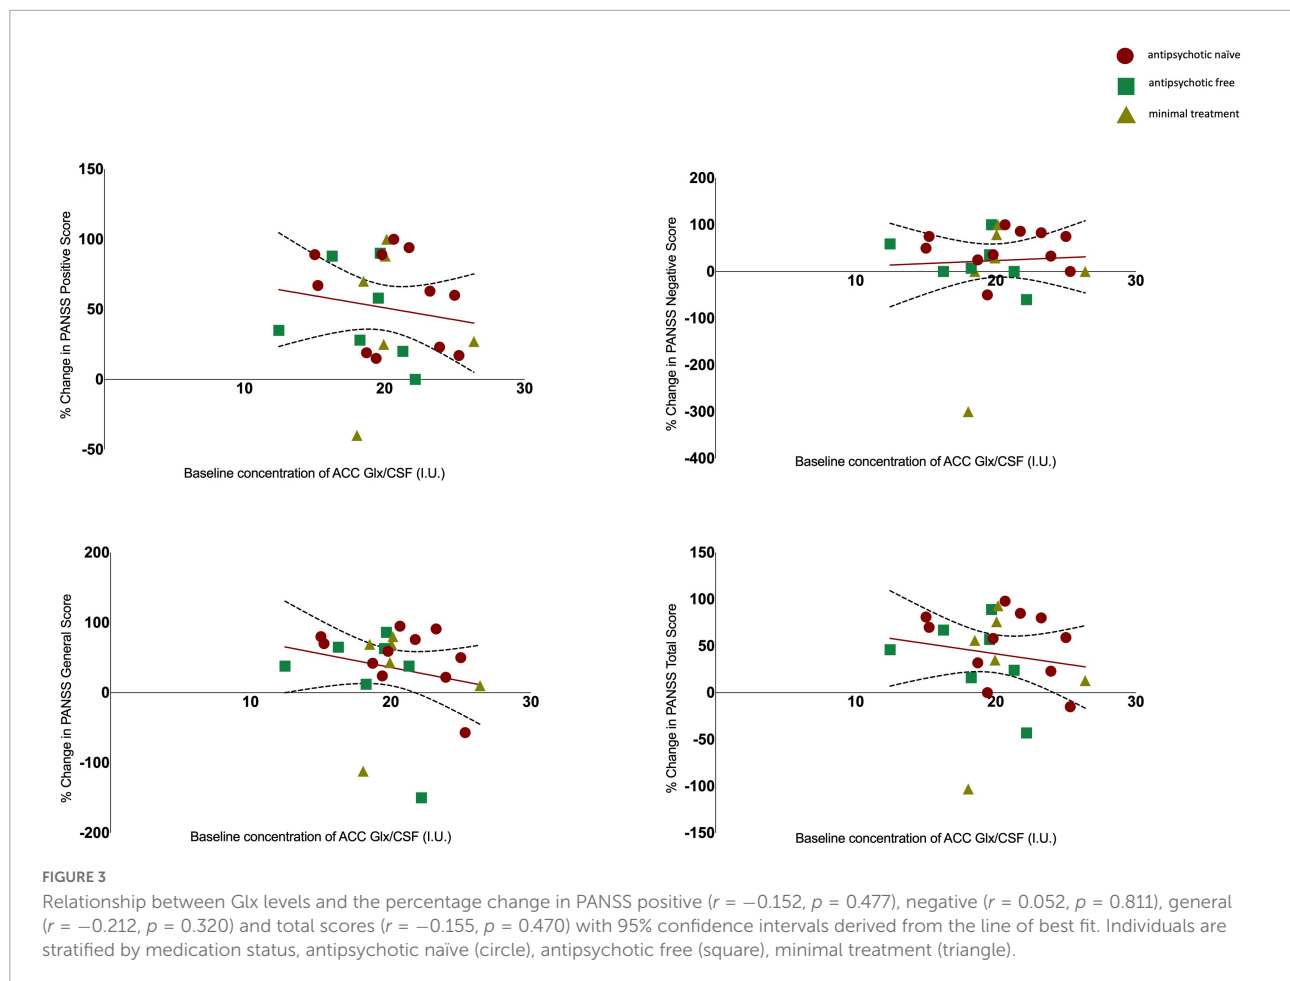 antipsychotic naïve
antipsychotic free
minimal treatment
150
100
50
0
-50
10
20
30
% Change in PANSS Positive Score
Baseline concentration of ACC Glx/CSF (I.U.)
200
100
0
-100
-200
-300
-400
10
20
30
% Change in PANSS Negative Score
Baseline concentration of ACC Glx/CSF (I.U.)
200
100
0
-100
-200
10
20
30
% Change in PANSS General Score
Baseline concentration of ACC Glx/CSF (I.U.)
150
100
50
0
-50
-100
-150
10
20
30
% Change in PANSS Total Score
Baseline concentration of ACC Glx/CSF (I.U.)
FIGURE 3
Relationship between Glx levels and the percentage change in PANSS positive (r = −0.152, p = 0.477), negative (r = 0.052, p = 0.811), general
(r = −0.212, p = 0.320) and total scores (r = −0.155, p = 0.470) with 95% confidence intervals derived from the line of best fit. Individuals are
stratified by medication status, antipsychotic naïve (circle), antipsychotic free (square), minimal treatment (triangle).